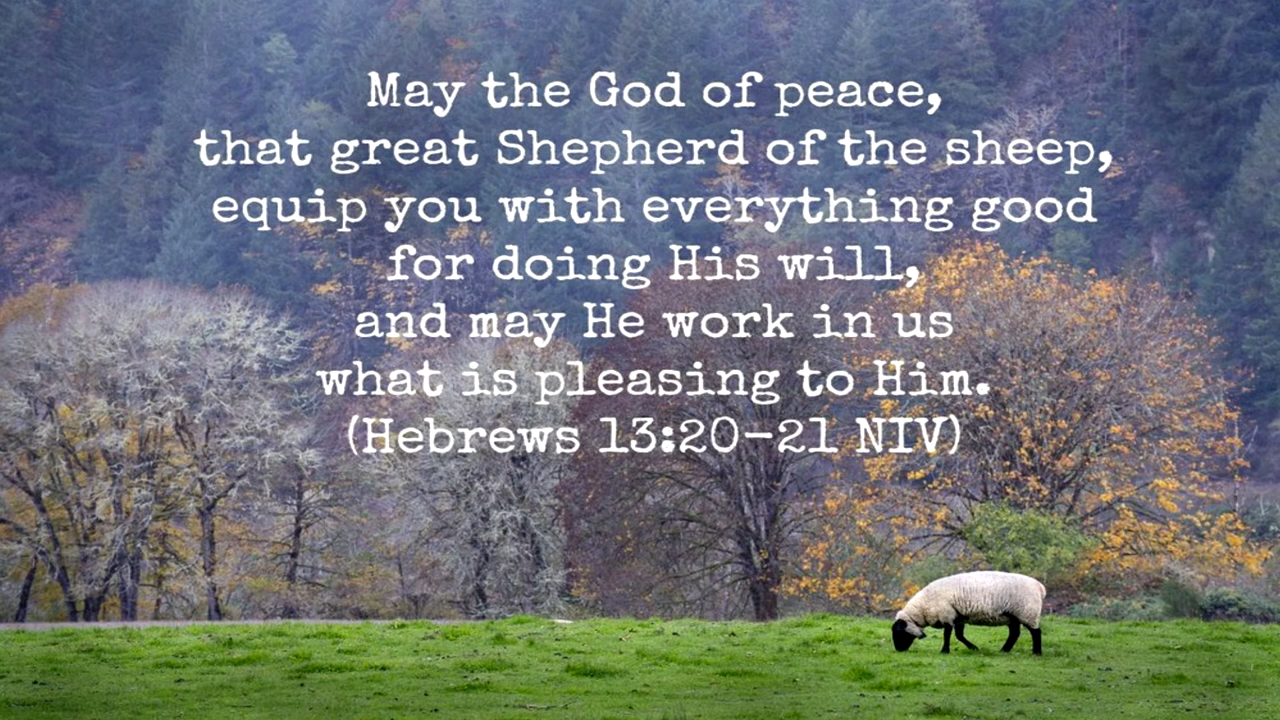 May the God of peace,
that great Shepherd of the sheep,
equip you with everything good
for doing His will,
and may He work in us
what is pleasing to Him.
(Hebrews 13:20-21 NIV)